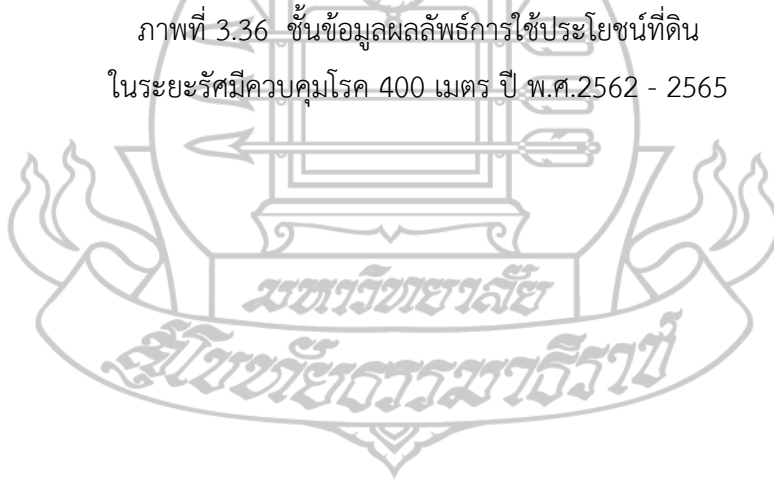 ภาพที่ 3.36 ชั้นข้อมูลผลลัพธ์การใช้ประโยชน์ที่ดิน
ในระยะรัศมีควบคุมโรค 400 เมตร ปี พ.ศ.2562 - 2565
มหาวิทยาลัย
สุโขทัยธรรมาธิราช